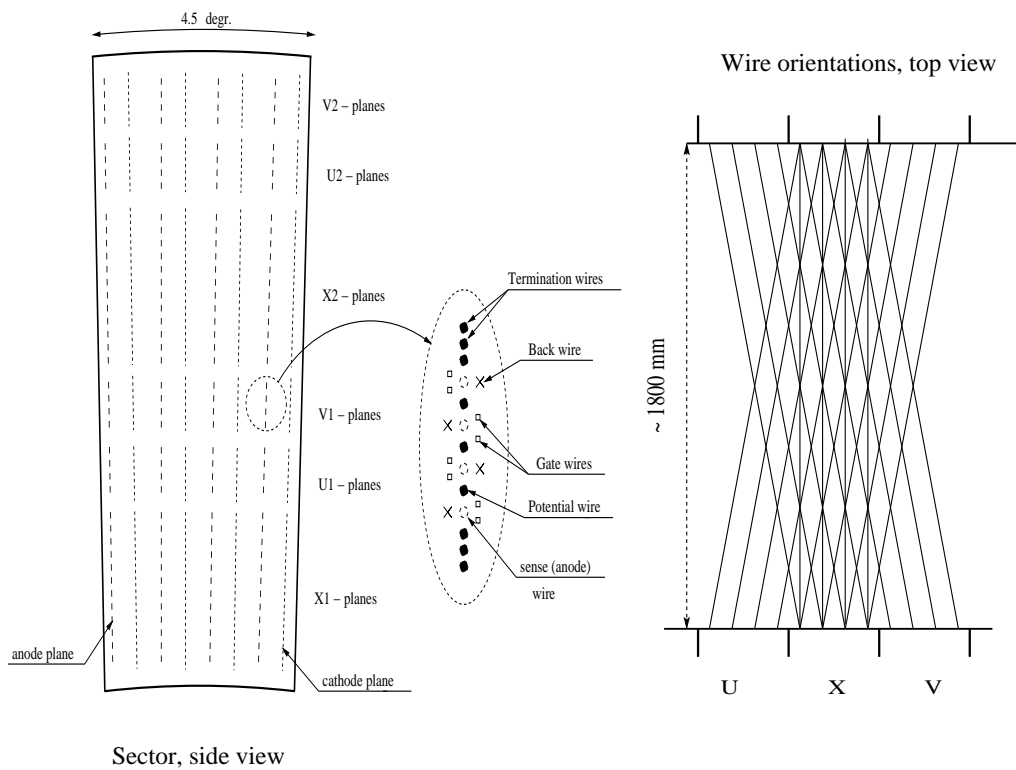 4.5 degr.
V2 – planes
U2 – planes
X2 – planes
V1 – planes
U1 – planes
X1 – planes
anode plane
cathode plane
Sector, side view
Termination wires
Back wire
Gate wires
Potential wire
sense (anode)
wire
Wire orientations, top view
~ 1800 mm
U X V